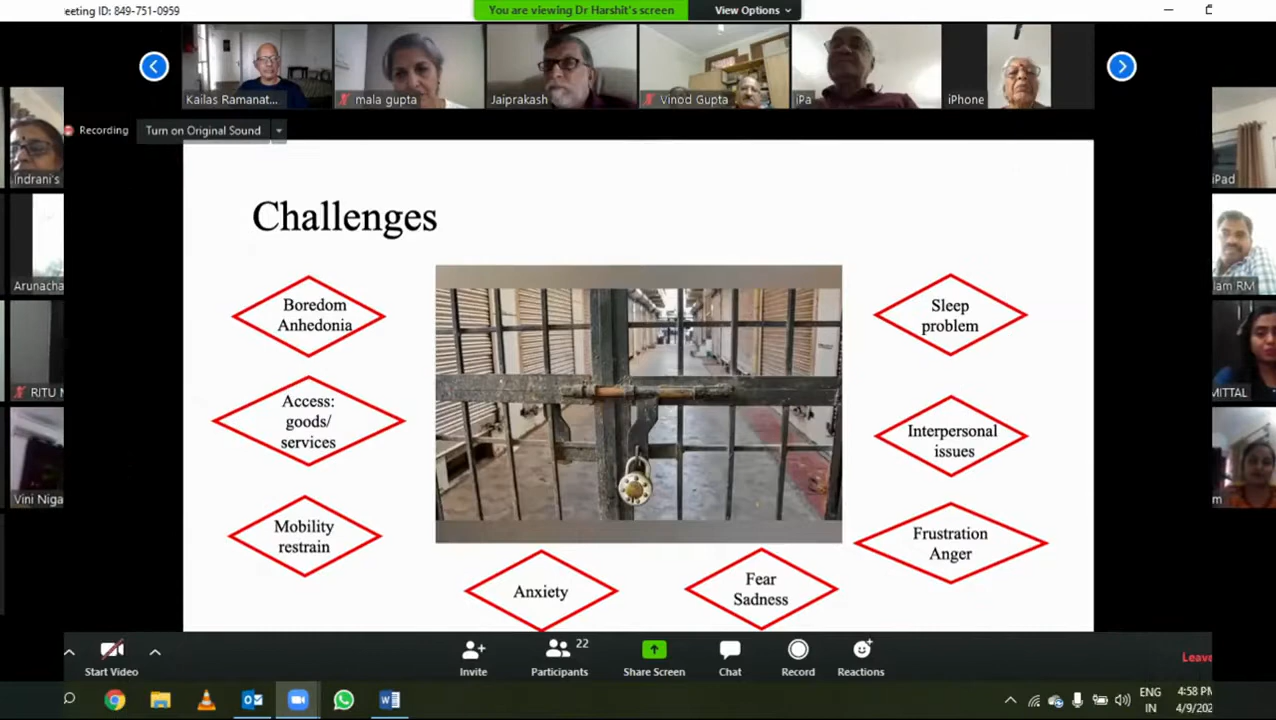 eeting ID: 849-751-0959
You are viewing Dr Harshit's screen
View Options
Kailas Ramanat...
mala gupta
Jaiprakash
Vinod Gupta
iPa
iPhone
Recording
Turn on Original Sound
Indrani's
iPad
Arunacha
lam RM
RITU M
MITTAL
Vini Niga
m
Challenges
Boredom
Anhedonia
Access:
goods/
services
Mobility
restrain
Anxiety
Fear
Sadness
Sleep
problem
Interpersonal
issues
Frustration
Anger
Start Video
Invite
Participants
22
Share Screen
Chat
Record
Reactions
Leave
ENG
IN
4:58 PM
4/9/202